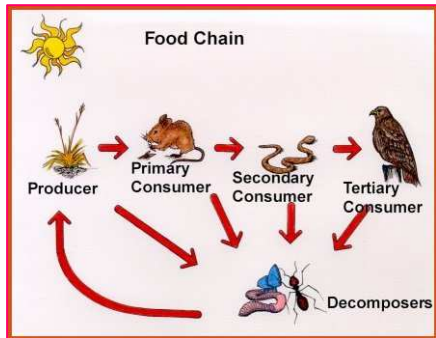 Food Chain
Producer
Primary
Consumer
Secondary
Consumer
Tertiary
Consumer
Decomposers